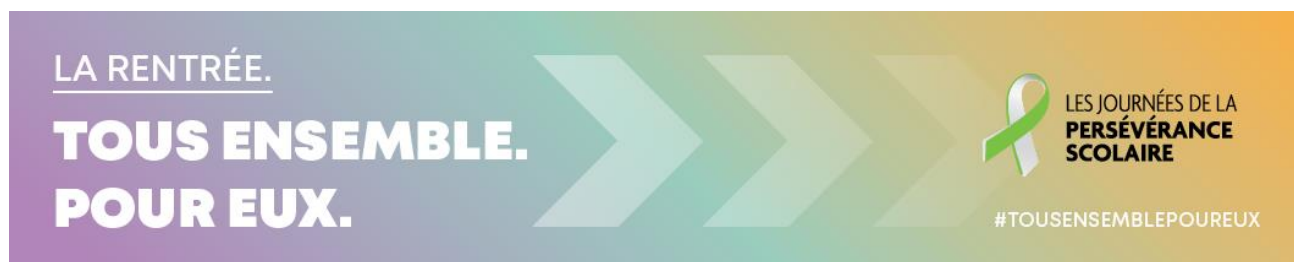 LA RENTRÉE.
TOUS ENSEMBLE.
POUR EUX.
LES JOURNÉES DE LA
PERSÉVÉRANCE
SCOLAIRE
#TOUSENSEMBLEPOUREUX